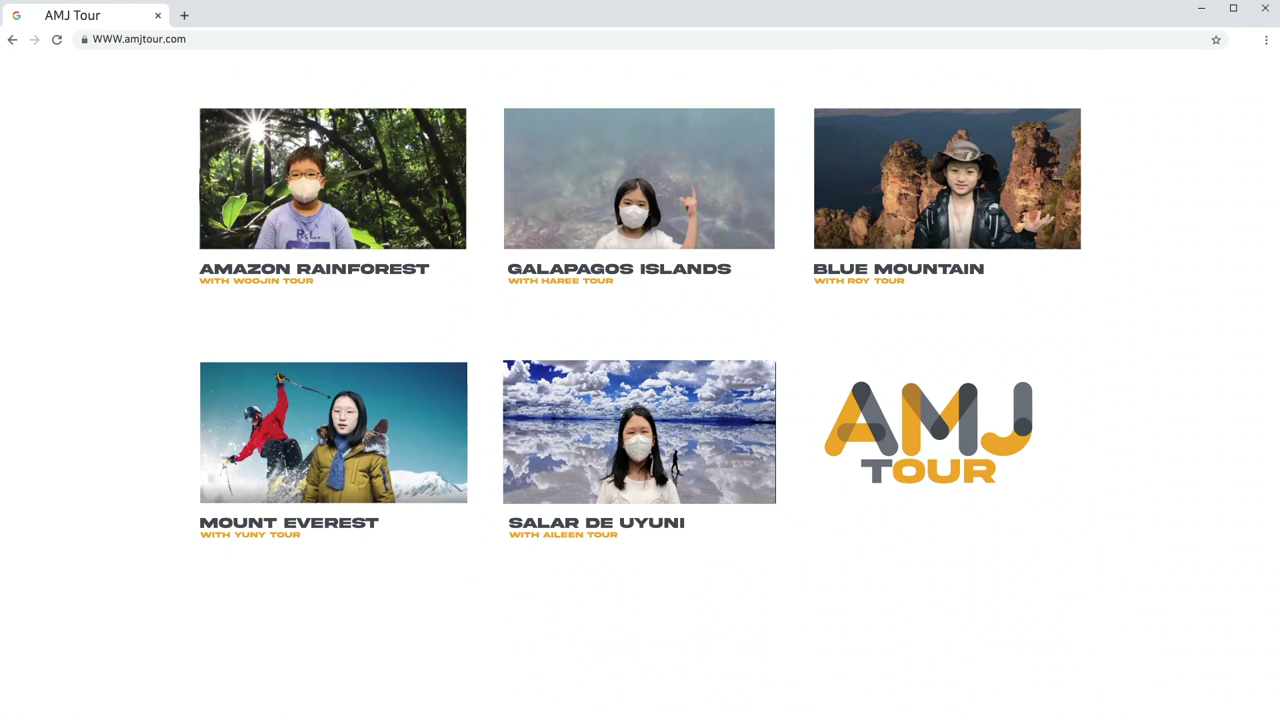 AMJ Tour
WWW.amjtour.com
R.L.
AMAZON RAINFOREST
WITH WOOJIN TOUR
GALAPAGOS ISLANDS
WITH HAREE TOUR
BLUE MOUNTAIN
WITH ROY TOUR
MOUNT EVEREST
WITH YUNY TOUR
SALAR DE UYUNI
WITH AILEEN TOUR
AMJ
TOUR